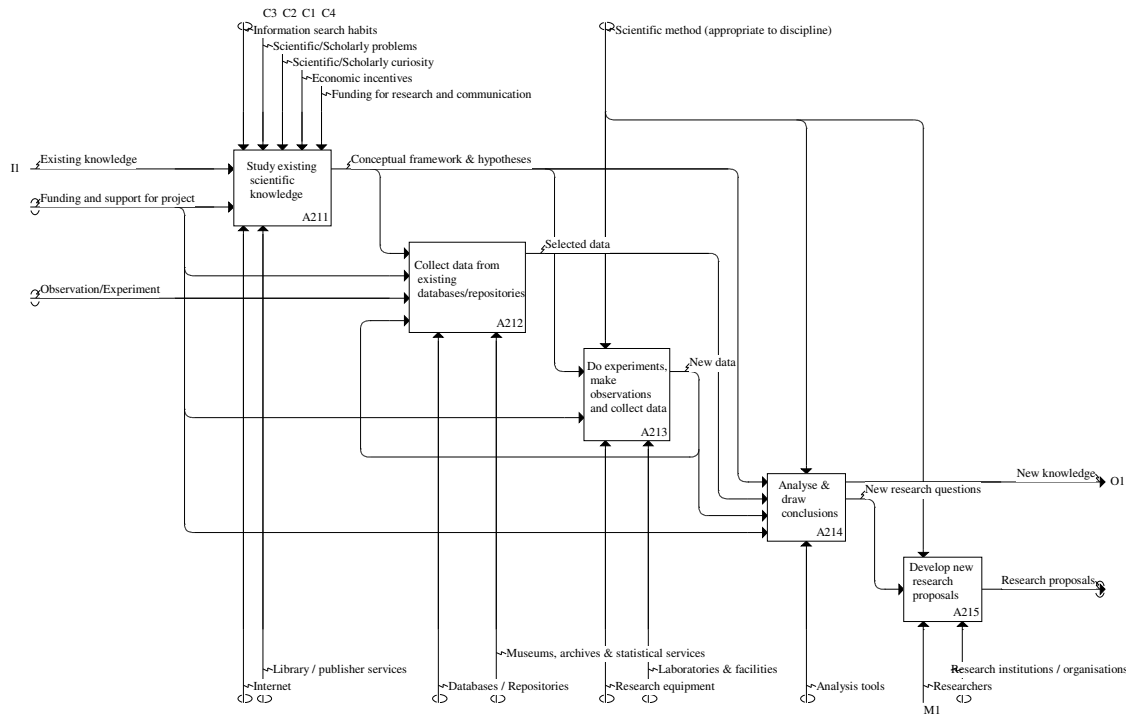 C3 C2 C1 C4
Information search habits
Scientific method (appropriate to discipline)
Scientific/Scholarly problems
Scientific/Scholarly curiosity
Economic incentives
Funding for research and communication
I1
Existing knowledge
Conceptual framework & hypotheses
Study existing
scientific
knowledge
A211
Funding and support for project
Selected data
Collect data from
existing
databases/repositories
A212
Observation/Experiment
New data
Do experiments,
make
observations
and collect data
A213
New knowledge
O1
New research questions
Analyse &
draw
conclusions
A214
Develop new
research
proposals
A215
Research proposals
Museums, archives & statistical services
Library / publisher services
Laboratories & facilities
Research institutions / organisations
Internet
Databases / Repositories
Research equipment
Analysis tools
Researchers
M1